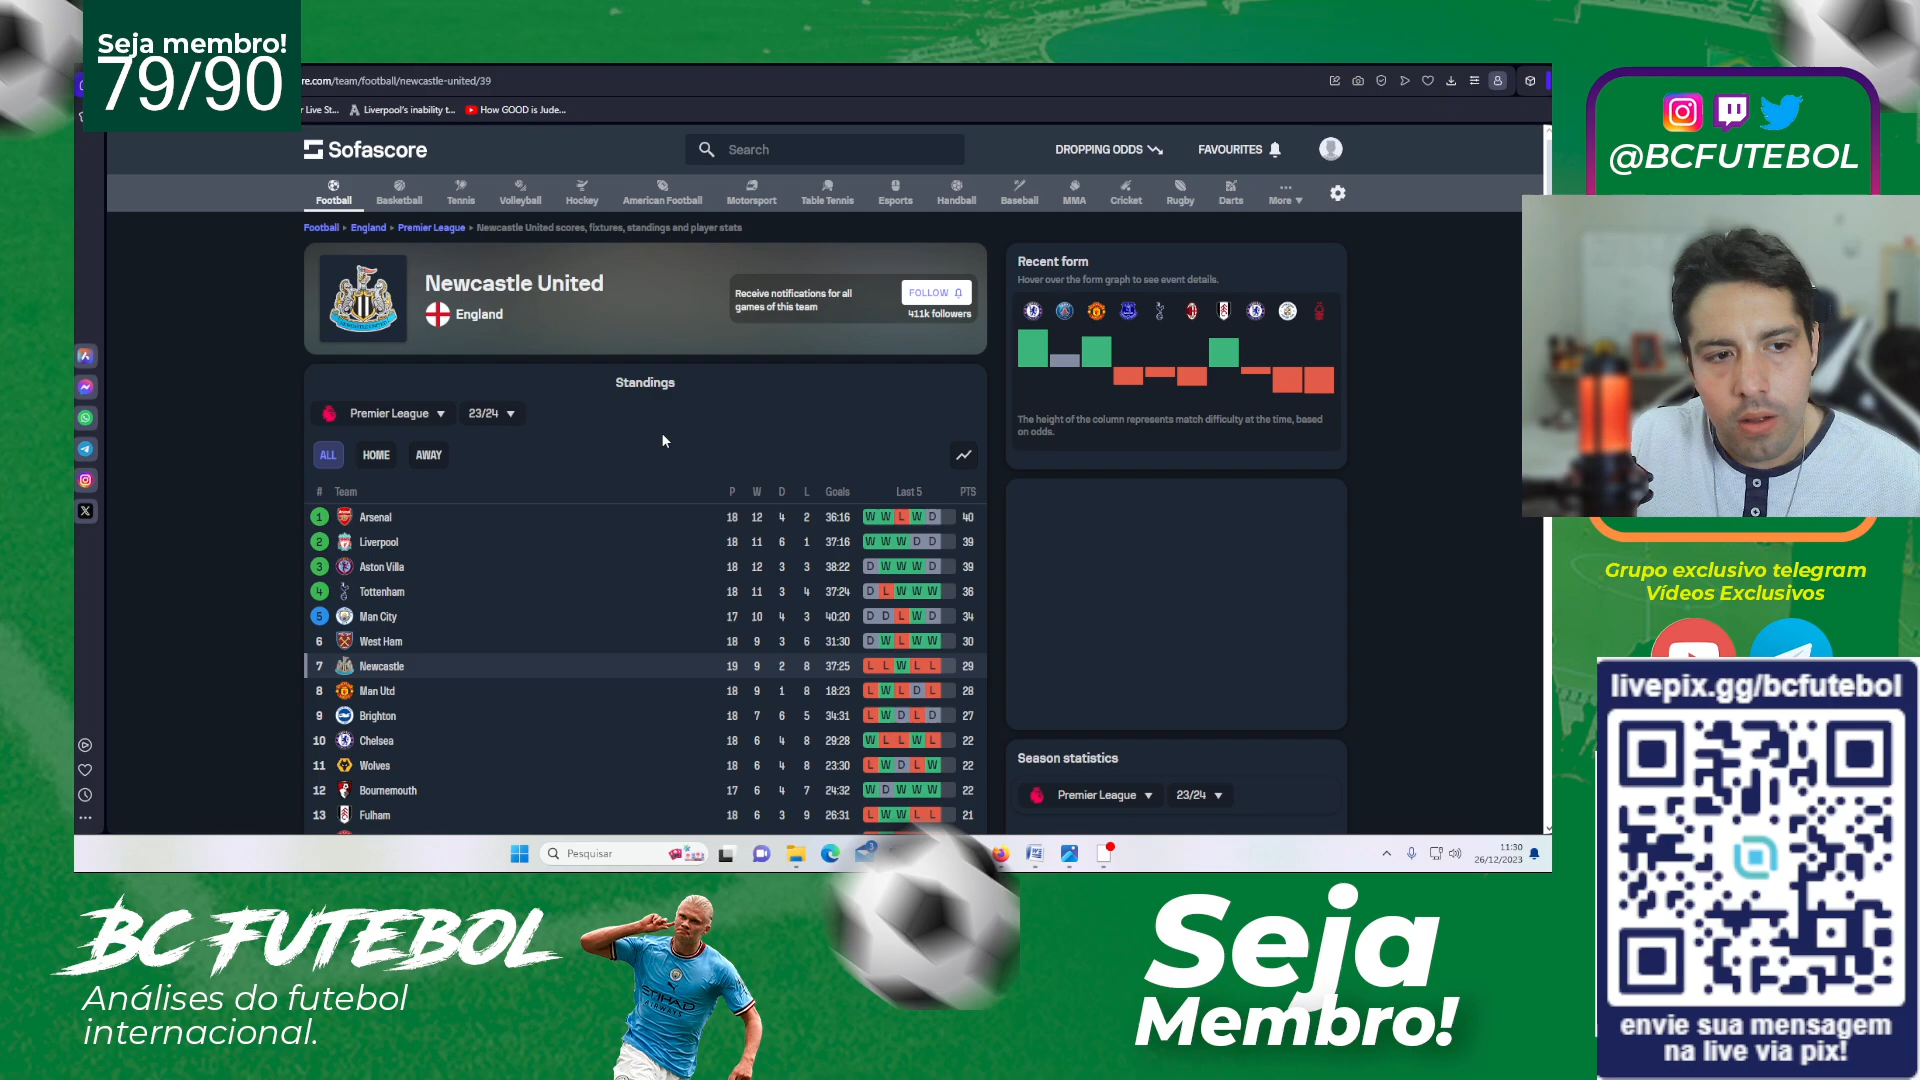 Seja membro!
79/90
re.com/team/football/newcastle-united/39
r Live St...
Liverpool's inability t...
How GOOD is Jude...
Sofascore
Search
DROPPING ODDS
FAVOURITES
Football
Basketball
Tennis
Volleyball
Hockey
American Football
Motorsport
Table Tennis
Esports
Handball
Baseball
MMA
Cricket
Rugby
Darts
More
Football
England
Premier League
Newcastle United scores, fixtures, standings and player stats
Newcastle United
England
Receive notifications for all
games of this team
FOLLOW
411k followers
Standings
Premier League
23/24
ALL
HOME
AWAY
# Team P W D L Goals Last 5 PTS
1 Arsenal 18 12 4 2 36:16 W W L W D 40
2 Liverpool 18 11 6 1 37:16 W W W D D 39
3 Aston Villa 18 12 3 3 38:22 D W W W D 39
4 Tottenham 18 11 3 4 37:24 D L W W W 36
5 Man City 17 10 4 3 40:20 D D L W D 34
6 West Ham 18 9 3 6 31:30 D W L W W 30
7 Newcastle 19 9 2 8 37:25 L L W L L 29
8 Man Utd 18 9 1 8 18:23 L W L D L 28
9 Brighton 18 7 6 5 34:31 L W D L D 27
10 Chelsea 18 6 4 8 29:28 W L L W L 22
11 Wolves 18 6 4 8 23:30 L W D L W 22
12 Bournemouth 17 6 4 7 24:32 W D W W W 22
13 Fulham 18 6 3 9 26:31 L W W L L 21
Recent form
Hover over the form graph to see event details.
The height of the column represents match difficulty at the time, based
on odds.
Season statistics
Premier League
23/24
Pesquisar
3
11:30
26/12/2023
@BCFUTEBOL
Grupo exclusivo telegram
Vídeos Exclusivos
livepix.gg/bcfutebol
envie sua mensagem
na live via pix!
BC FUTEBOL
Análises do futebol
internacional.
ETIHAD
AIRWAYS
Seja
Membro!